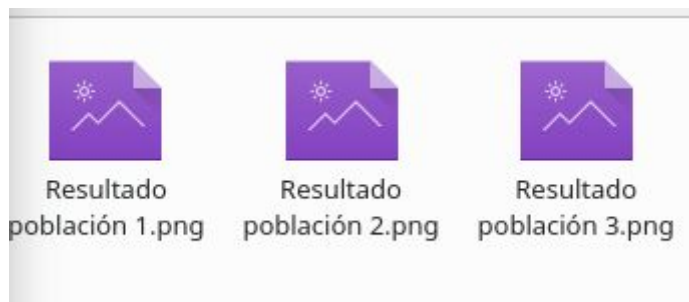 Resultado
población 1.png
Resultado
población 2.png
Resultado
población 3.png